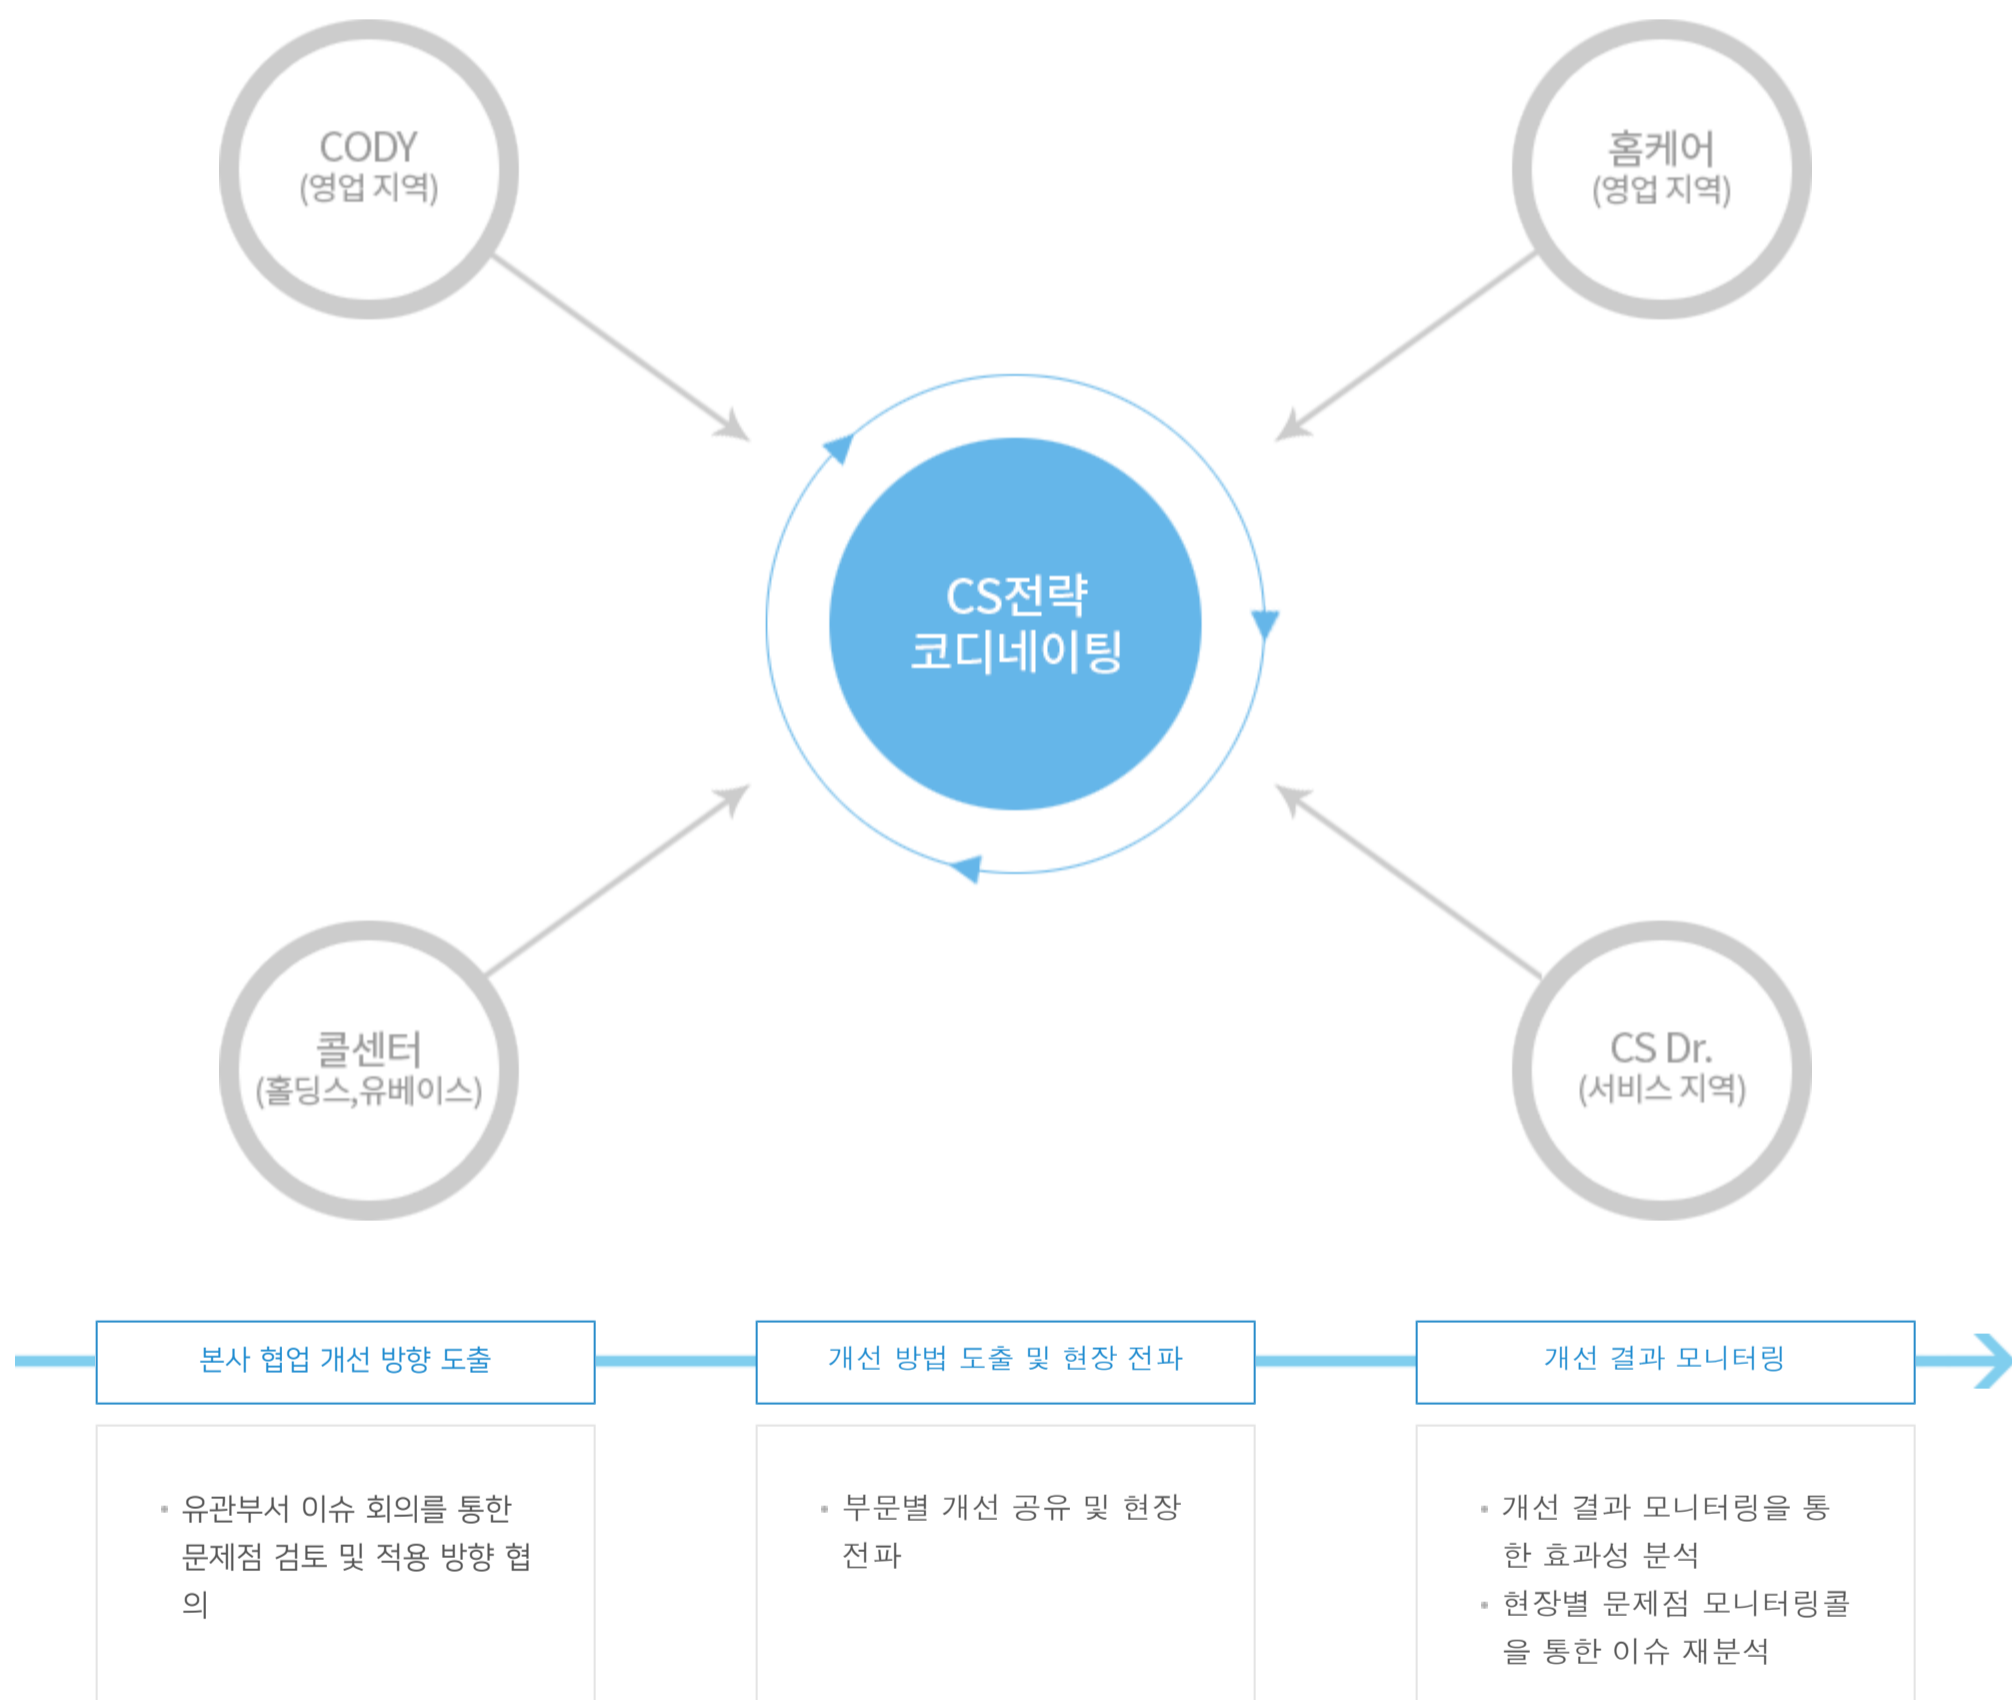 CODY
(영업 지역)
홈케어
(영업 지역)
CS전략
코디네이팅
콜센터
(홀딩스,유베이스)
CS Dr.
(서비스 지역)
본사 협업 개선 방향 도출
유관부서 이슈 회의를 통한
문제점 검토 및 적용 방향 협
의
개선 방법 도출 및 현장 전파
부문별 개선 공유 및 현장
전파
개선 결과 모니터링
개선 결과 모니터링을 통
한 효과성 분석
현장별 문제점 모니터링콜
을 통한 이슈 재분석